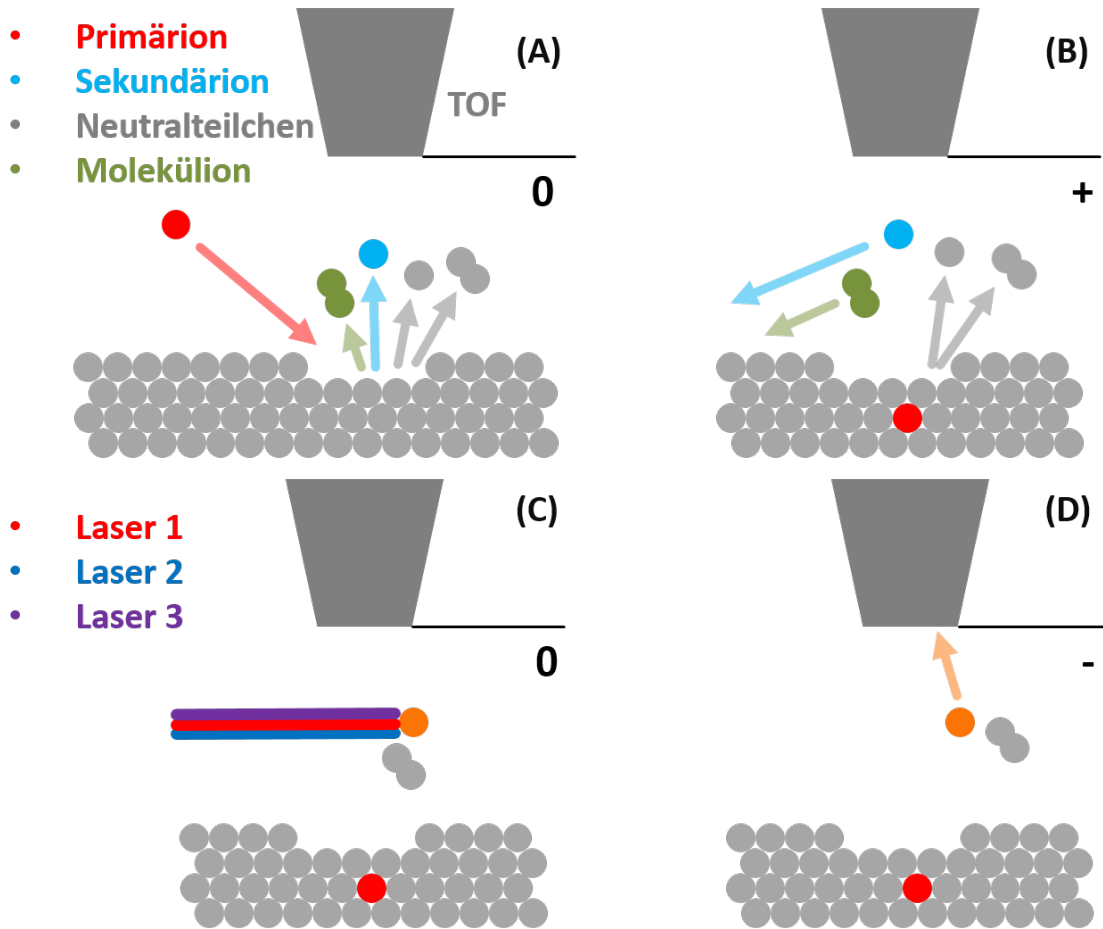 • Primärion
• Sekundärion
• Neutralteilchen
• Molekülion
(A)
TOF
0
(B)
+
• Laser 1
• Laser 2
• Laser 3
(C)
0
(D)
-